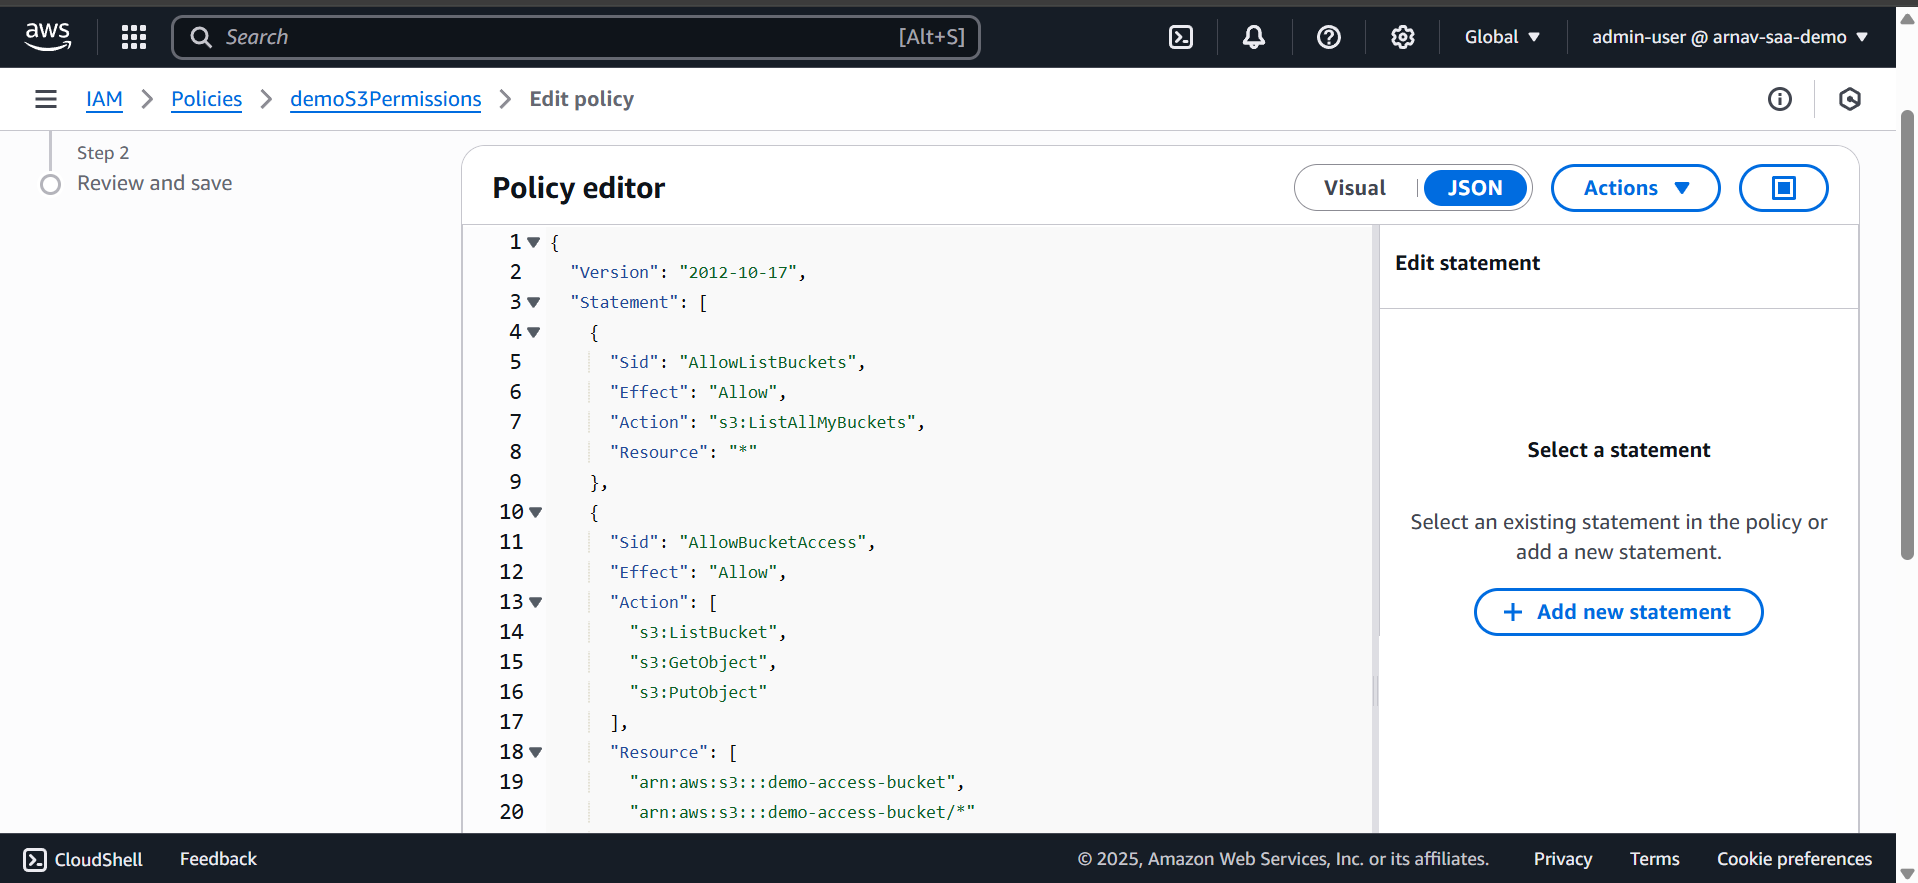 aws
Search [Alt+S]
Global
admin-user @ arnav-saa-demo
IAM > Policies > demoS3Permissions > Edit policy
Step 2
Review and save
Policy editor
Visual JSON
Actions
1 {
2 "Version": "2012-10-17",
3 "Statement": [
4 {
5 "Sid": "AllowListBuckets",
6 "Effect": "Allow",
7 "Action": "s3:ListAllMyBuckets",
8 "Resource": "*"
9 },
10 {
11 "Sid": "AllowBucketAccess",
12 "Effect": "Allow",
13 "Action": [
14 "s3:ListBucket",
15 "s3:GetObject",
16 "s3:PutObject"
17 ],
18 "Resource": [
19 "arn:aws:s3:::demo-access-bucket",
20 "arn:aws:s3:::demo-access-bucket/*"
Edit statement
Select a statement
Select an existing statement in the policy or
add a new statement.
+ Add new statement
CloudShell Feedback
© 2025, Amazon Web Services, Inc. or its affiliates. Privacy Terms Cookie preferences